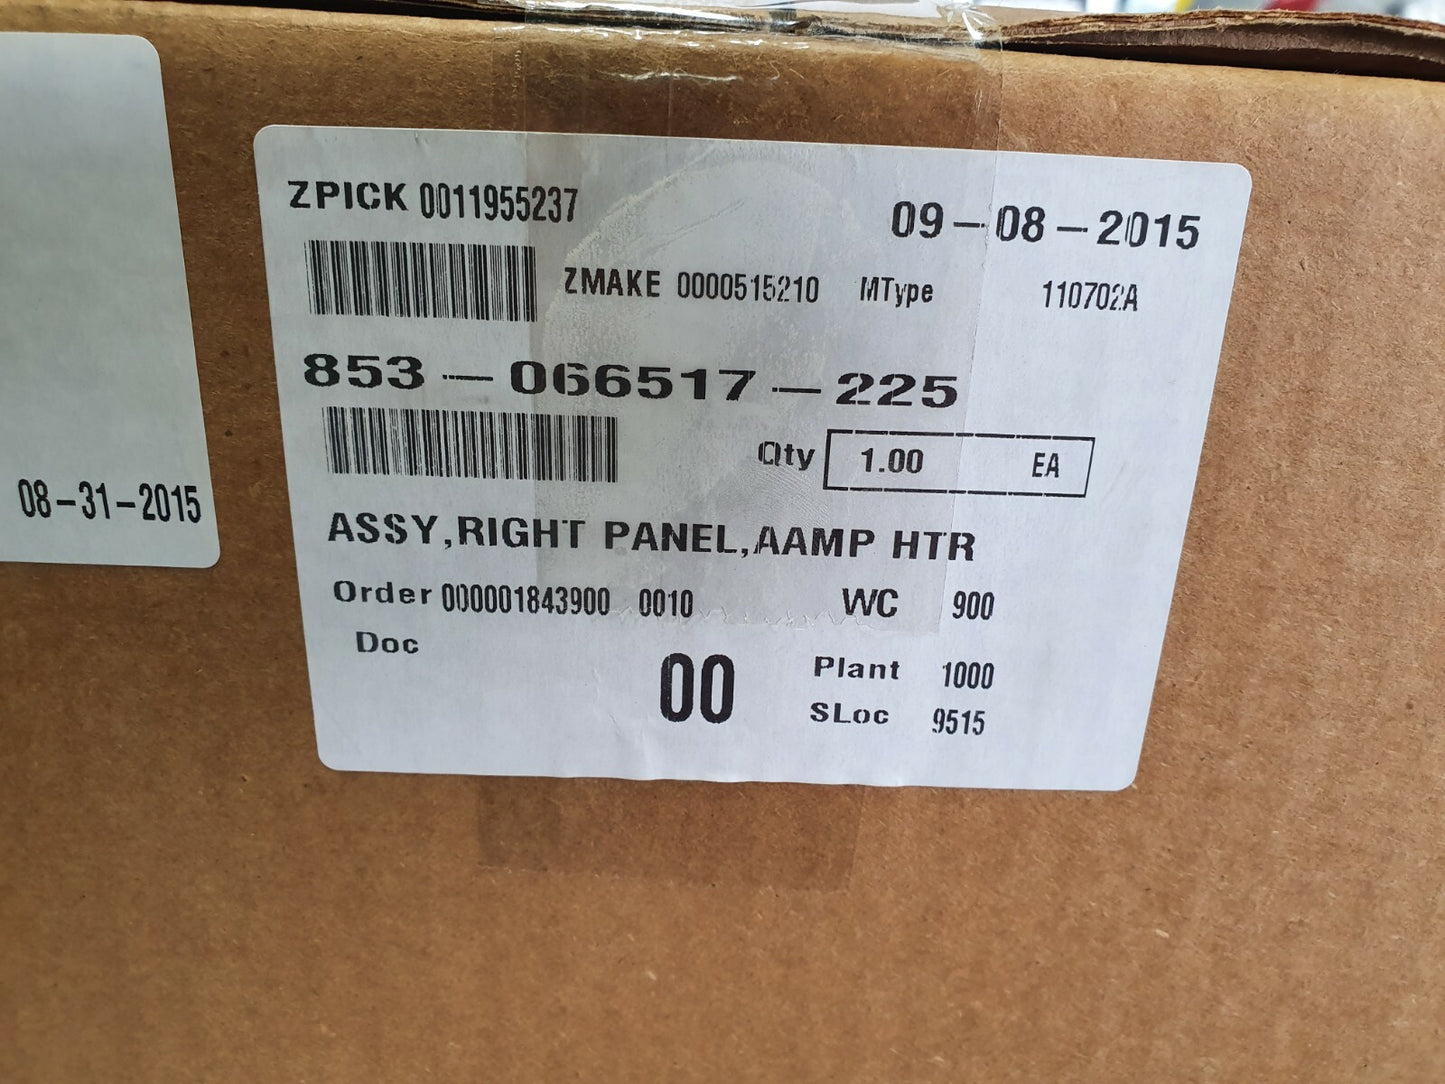 ZPICK 0011955237
09-08-2015
ZMAKE 0000515210 MType 110702A
853-066517-225
Qty 1.00 EA
ASSY,RIGHT PANEL,AAMP HTR
Order 000001843900 0010 WC 900
Doc
00
Plant 1000
SLoc 9515
08-31-2015